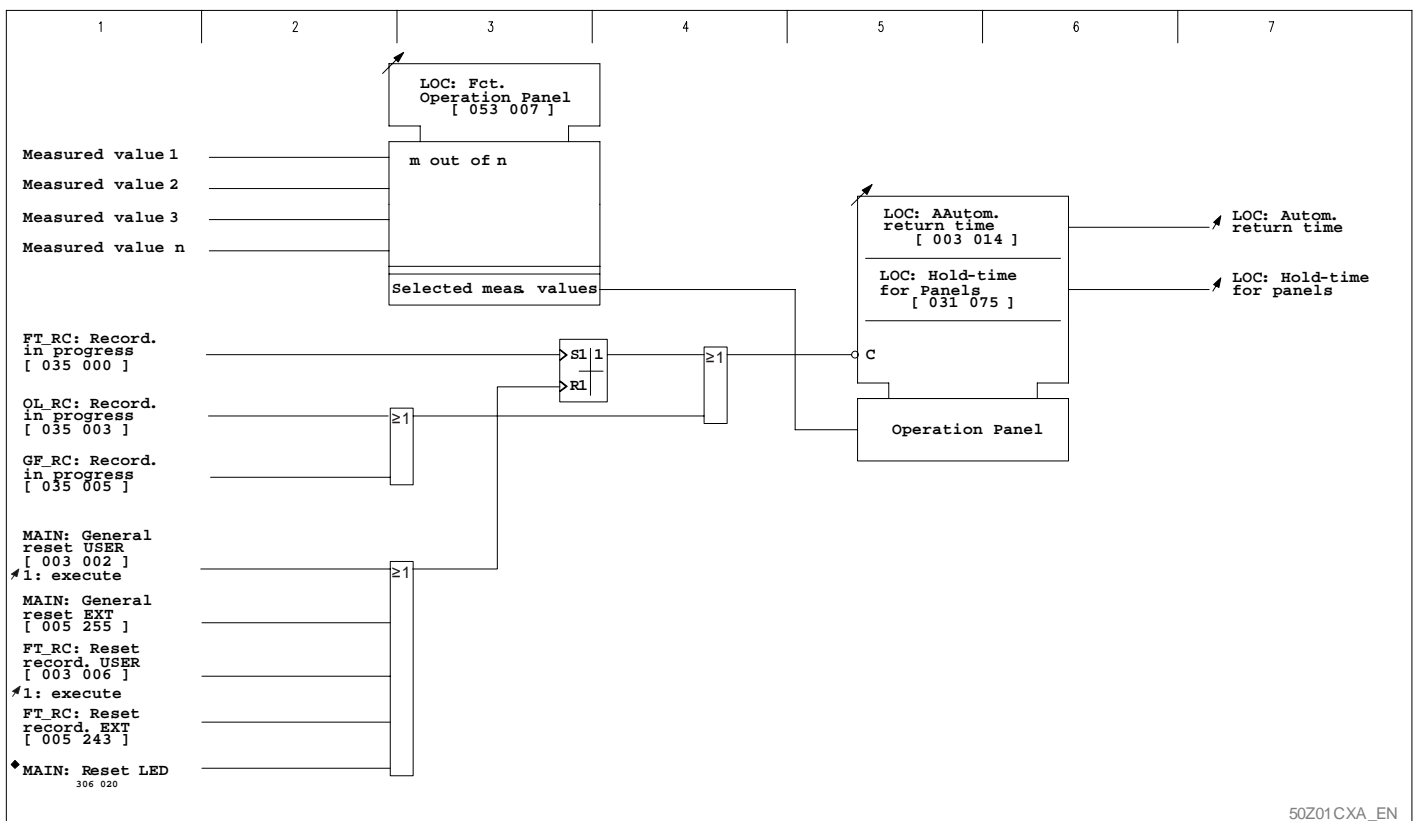 1 2 3 4 5 6 7
LOC: Fct.
Operation Panel
[ 053 007 ]
Measured value 1
Measured value 2
Measured value 3
Measured value n
m out of n
Selected meas. values
LOC: AAutom.
return time
[ 003 014 ]
LOC: Hold-time
for Panels
[ 031 075 ]
C
Operation Panel
LOC: Autom.
return time
LOC: Hold-time
for panels
FT_RC: Record.
in progress
[ 035 000 ]
S1 1
R1
≥1
OL_RC: Record.
in progress
[ 035 003 ]
≥1
GF_RC: Record.
in progress
[ 035 005 ]
MAIN: General
reset USER
[ 003 002 ]
1: execute
≥1
MAIN: General
reset EXT
[ 005 255 ]
FT_RC: Reset
record. USER
[ 003 006 ]
1: execute
FT_RC: Reset
record. EXT
[ 005 243 ]
MAIN: Reset LED
306 020
50Z01CXA_EN